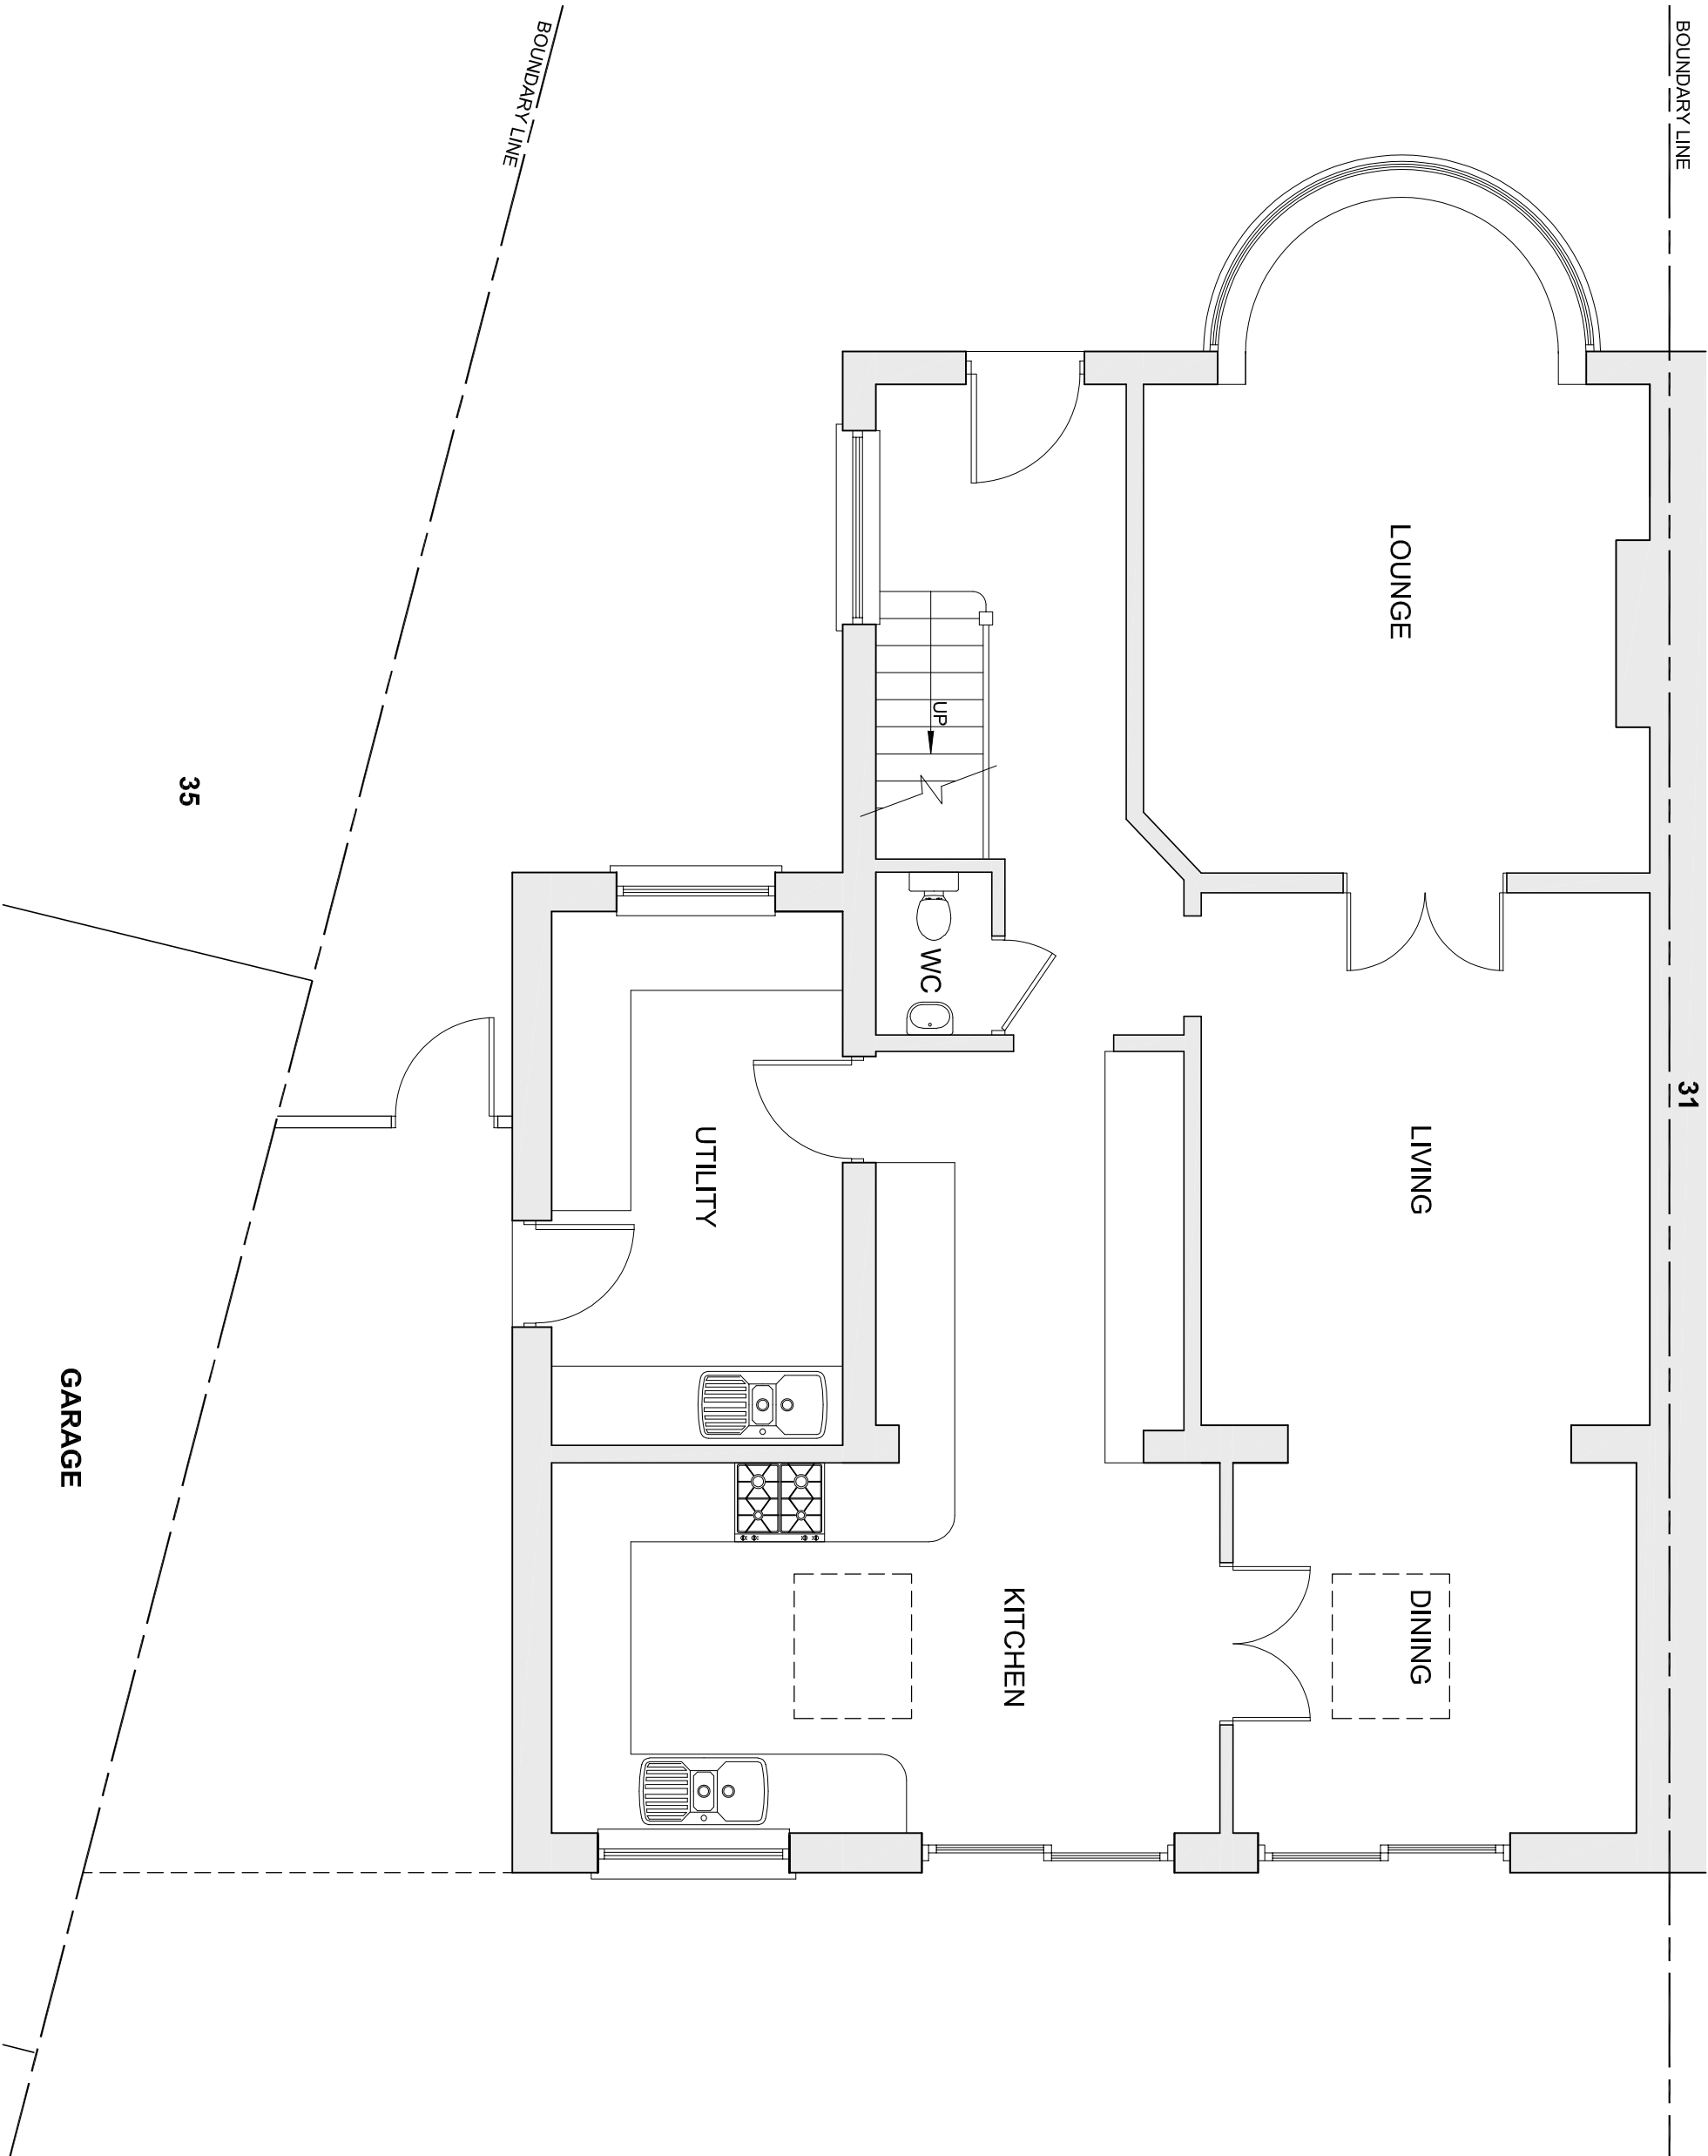 BOUNDARY LINE
BOUNDARY LINE
LOUNGE
UP
35
WC
31
LIVING
UTILITY
GARAGE
DINING
KITCHEN